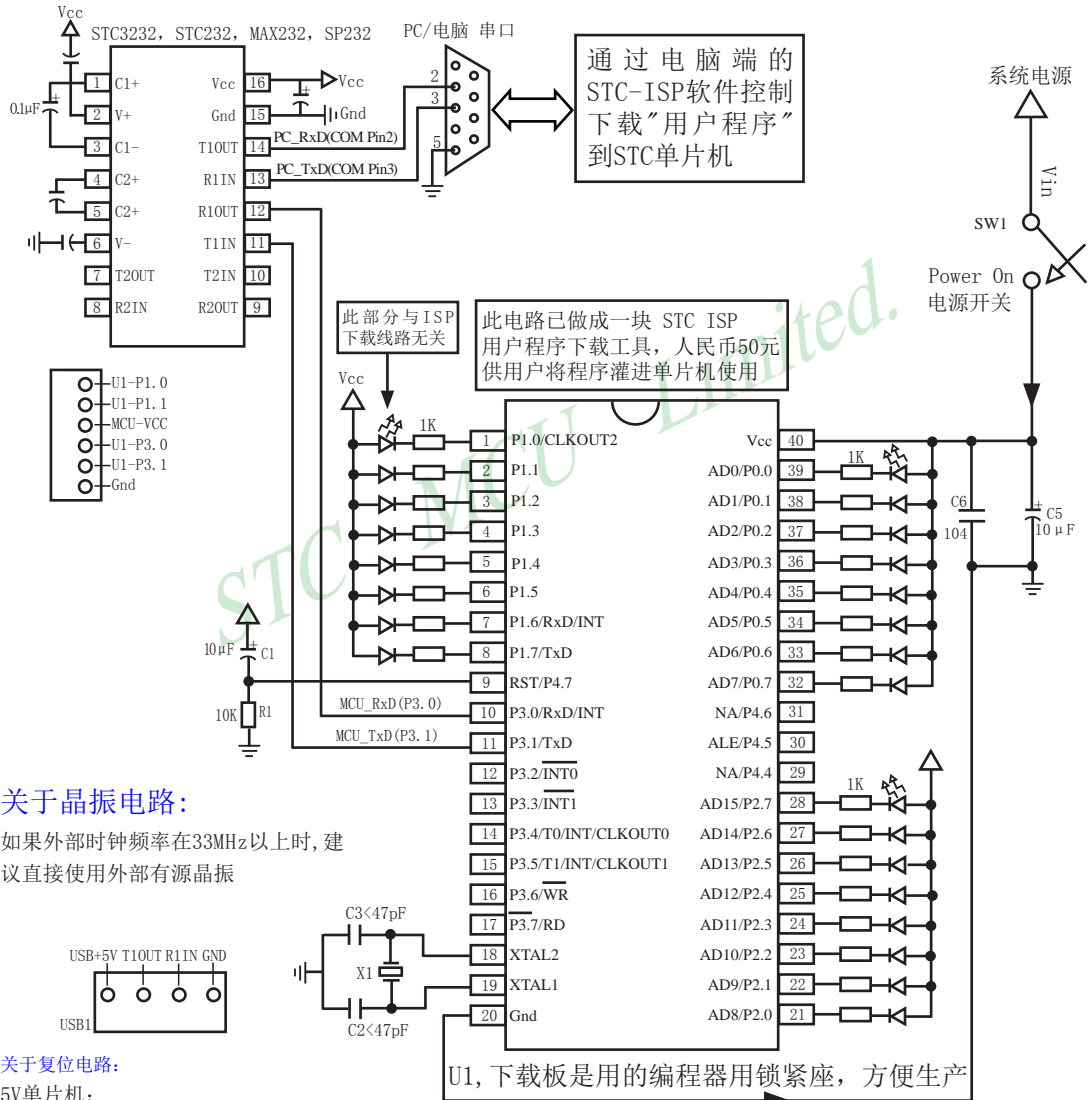 Vcc
STC3232, STC232, MAX232, SP232
PC/电脑 串口
1 C1+
2 V+
3 C1-
4 C2+
5 C2+
6 V-
7 T2OUT
8 R2IN
0.1μF
Vcc 16
Gnd 15
T1OUT 14
R1IN 13
R1OUT 12
T1IN 11
T2IN 10
R2OUT 9
Vcc
Gnd
PC_RxD(COM Pin2)
PC_TxD(COM Pin3)
2
3
5
通过电脑端的
STC-ISP软件控制
下载"用户程序"
到STC单片机
系统电源
Vin
SW1
Power On
电源开关
U1-P1.0
U1-P1.1
MCU-VCC
U1-P3.0
U1-P3.1
Gnd
此部分与ISP
下载线路无关
此电路已做成一块 STC ISP
用户程序下载工具, 人民币50元
供用户将程序灌进单片机使用
STC MCU Limited.
Vcc
1K
1 P1.0/CLKOUT2
2 P1.1
3 P1.2
4 P1.3
5 P1.4
6 P1.5
7 P1.6/RxD/INT
8 P1.7/TxD
9 RST/P4.7
10 P3.0/RxD/INT
11 P3.1/TxD
12 P3.2/INT0
13 P3.3/INT1
14 P3.4/T0/INT/CLKOUT0
15 P3.5/T1/INT/CLKOUT1
16 P3.6/WR
17 P3.7/RD
18 XTAL2
19 XTAL1
20 Gnd
Vcc 40
AD0/P0.0 39
AD1/P0.1 38
AD2/P0.2 37
AD3/P0.3 36
AD4/P0.4 35
AD5/P0.5 34
AD6/P0.6 33
AD7/P0.7 32
NA/P4.6 31
ALE/P4.5 30
NA/P4.4 29
AD15/P2.7 28
AD14/P2.6 27
AD13/P2.5 26
AD12/P2.4 25
AD11/P2.3 24
AD10/P2.2 23
AD9/P2.1 22
AD8/P2.0 21
1K
1K
C6
104
C5
10μF
10μF C1
10K R1
MCU_RxD(P3.0)
MCU_TxD(P3.1)
关于晶振电路:
如果外部时钟频率在33MHz以上时, 建
议直接使用外部有源晶振
C3<47pF
X1
C2<47pF
USB+5V T1OUT R1IN GND
USB1
关于复位电路:
5V单片机:
U1, 下载板是用的编程器用锁紧座, 方便生产